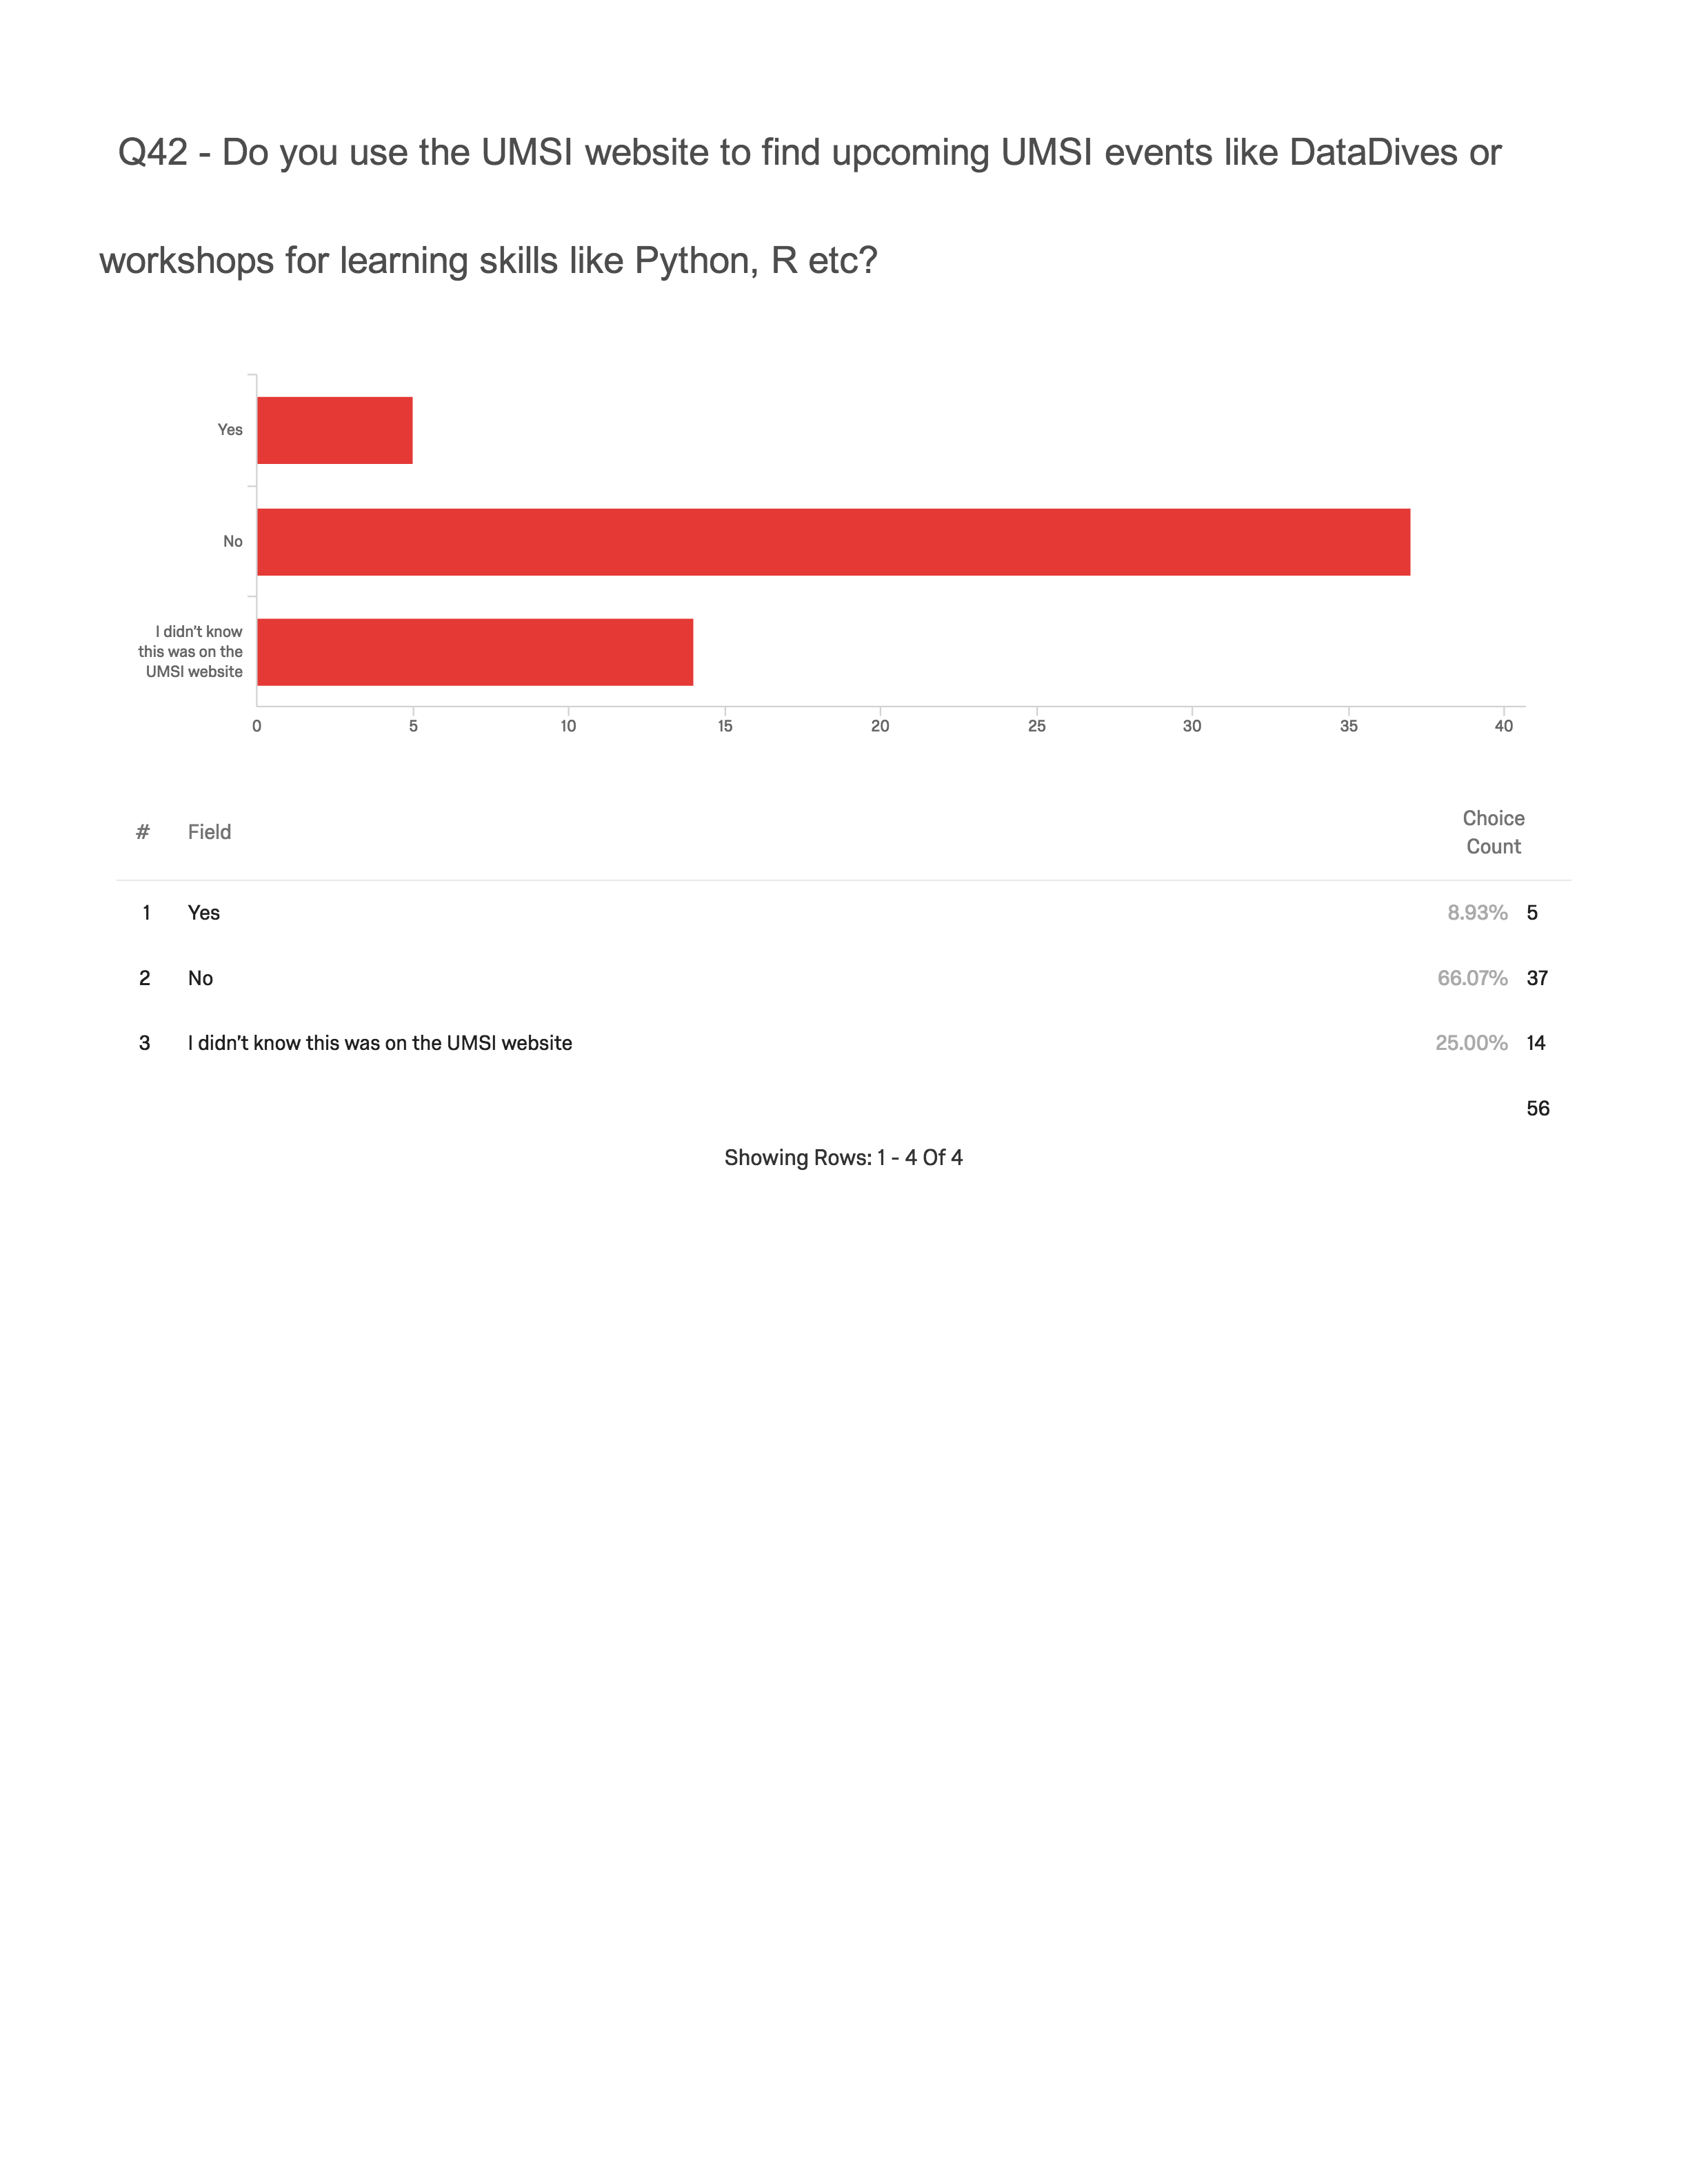 Q42 - Do you use the UMSI website to find upcoming UMSI events like DataDives or
workshops for learning skills like Python, R etc?
Yes
No
I didn't know
this was on the
UMSI website
0 5 10 15 20 25 30 35 40
# Field Choice
Count
1 Yes 8.93% 5
2 No 66.07% 37
3 I didn't know this was on the UMSI website 25.00% 14
56
Showing Rows: 1 - 4 Of 4